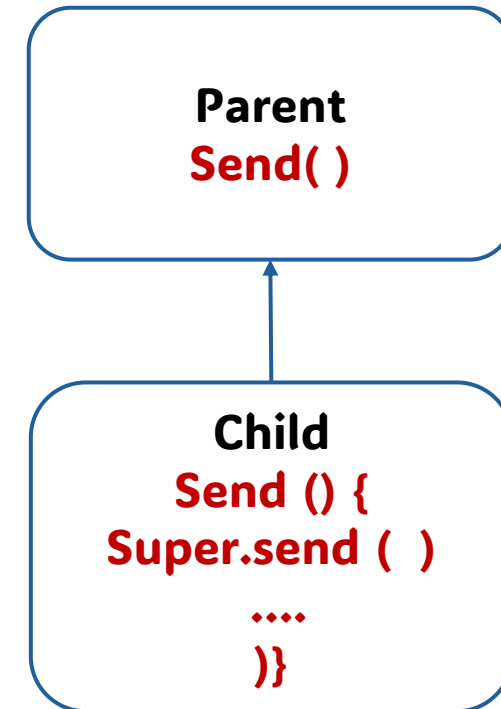 Parent
Send( )
Child
Send () {
Super.send (  )
....
)}